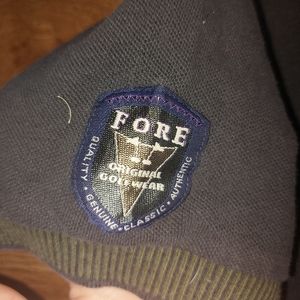 FORE
ORIGINAL
GOLFWEAR
QUALITY • GENUINE • CLASSIC • AUTHENTIC